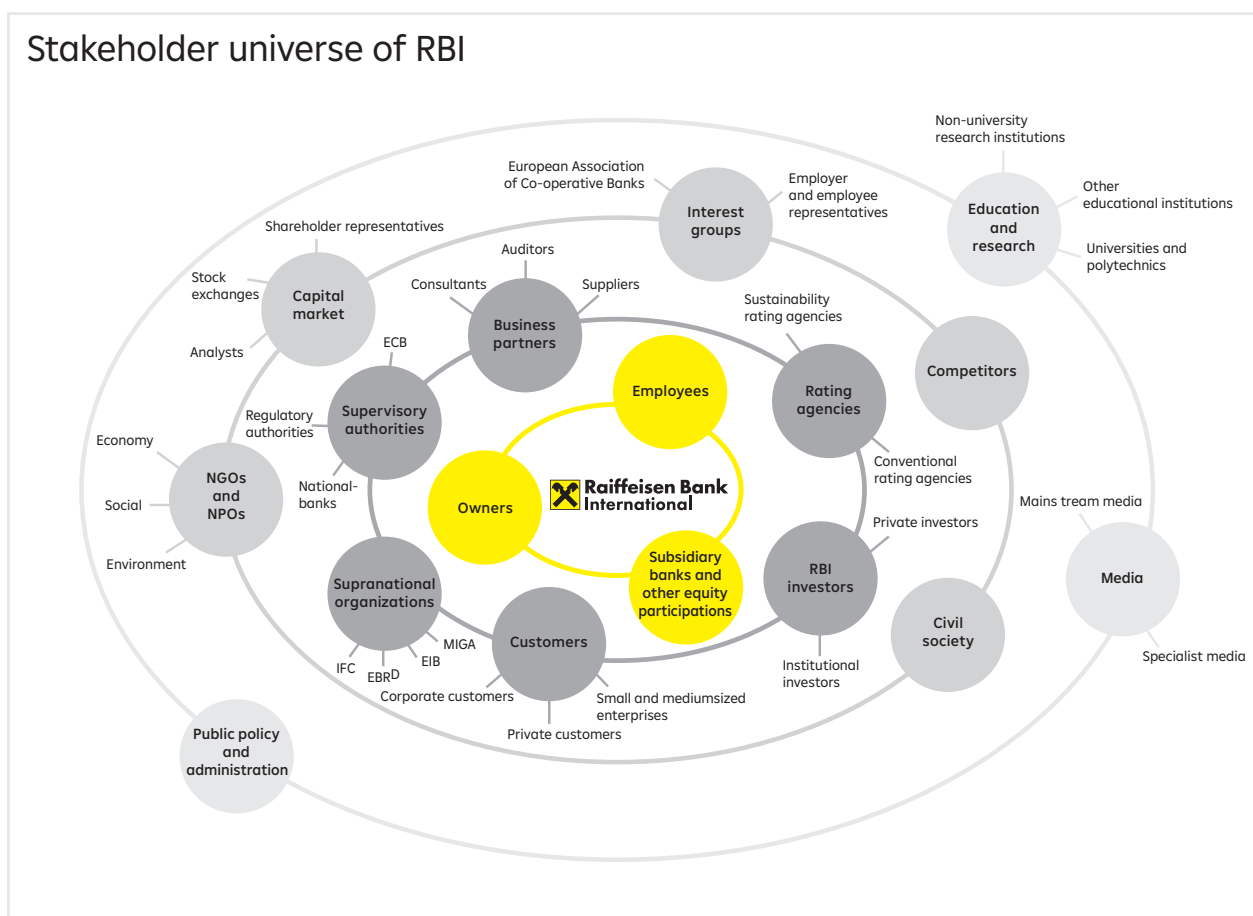 Stakeholder universe of RBI
Non-university
research institutions
Other
educational institutions
Education
and
research
Universities and
polytechnics
European Association
of Co-operative Banks
Interest
groups
Employer
and employee
representatives
Shareholder representatives
Stock
exchanges
Capital
market
Analysts
Auditors
Consultants
Suppliers
Business
partners
Sustainability
rating agencies
Rating
agencies
Conventional
rating agencies
Competitors
ECB
Regulatory
authorities
Supervisory
authorities
National-
banks
Employees
Owners
Raiffeisen Bank
International
Subsidiary
banks and
other equity
participations
Economy
Social
Environment
NGOs
and
NPOs
Private investors
RBI
investors
Institutional
investors
Mains tream media
Media
Specialist media
Civil
society
Supranational
organizations
IFC
EBRD
EIB
MIGA
Customers
Corporate customers
Private customers
Small and mediumsized
enterprises
Public policy
and
administration